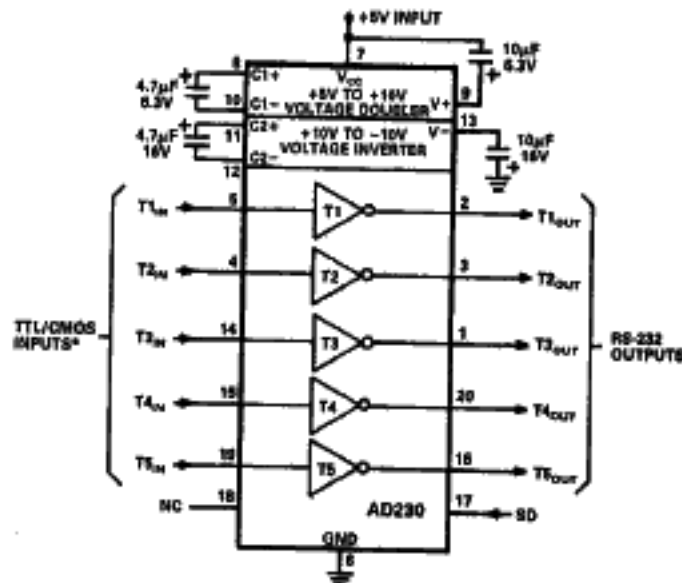 +5V INPUT
7
VCC
10μF
6.3V
+
9
V+
8
C1+
4.7μF
6.3V
+
10
C1-
+5V TO +10V
VOLTAGE DOUBLER
13
V-
10μF
16V
+
C2+
11
4.7μF
16V
+
C2-
12
+10V TO -10V
VOLTAGE INVERTER
TTL/CMOS
INPUTS*
T1IN 5 T1 2 T1OUT
T2IN 4 T2 3 T2OUT
T3IN 14 T3 1 T3OUT
T4IN 15 T4 20 T4OUT
T5IN 19 T5 16 T5OUT
RS-232
OUTPUTS
NC 18 AD230 17 SD
GND
6